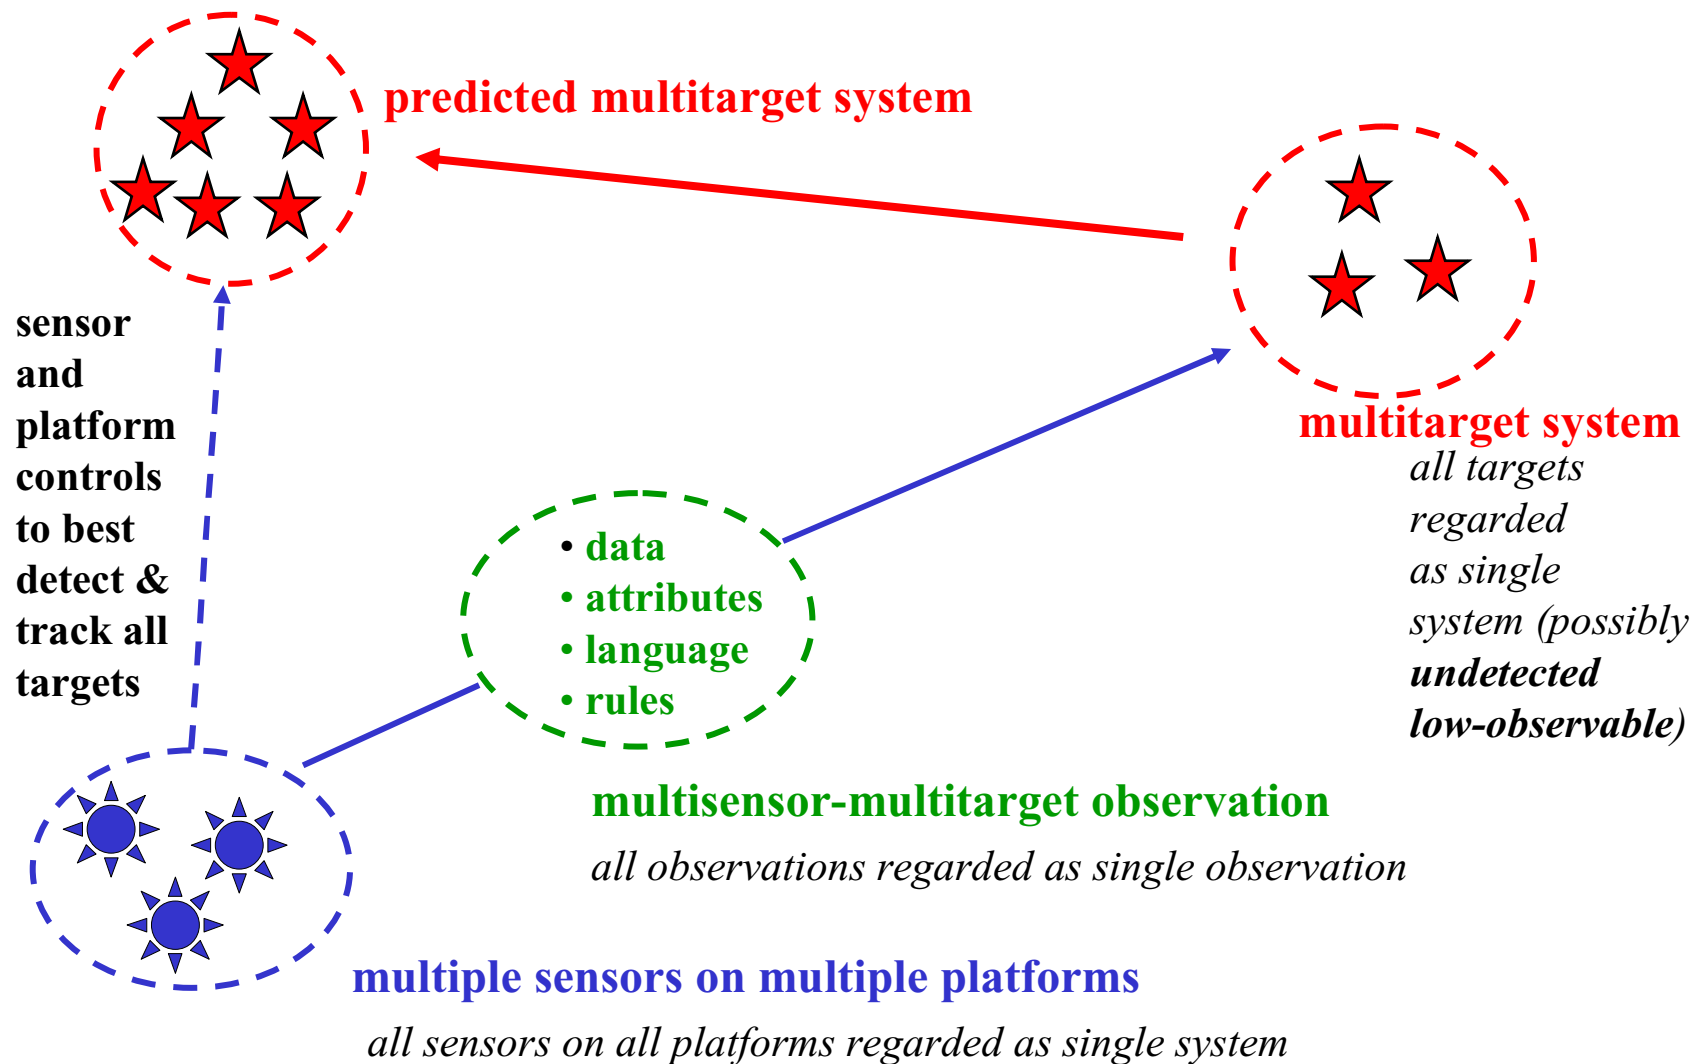 predicted multitarget system
sensor
and
platform
controls
to best
detect &
track all
targets
multitarget system
all targets
regarded
as single
system (possibly
undetected
low-observable)
• data
• attributes
• language
• rules
multisensor-multitarget observation
all observations regarded as single observation
multiple sensors on multiple platforms
all sensors on all platforms regarded as single system